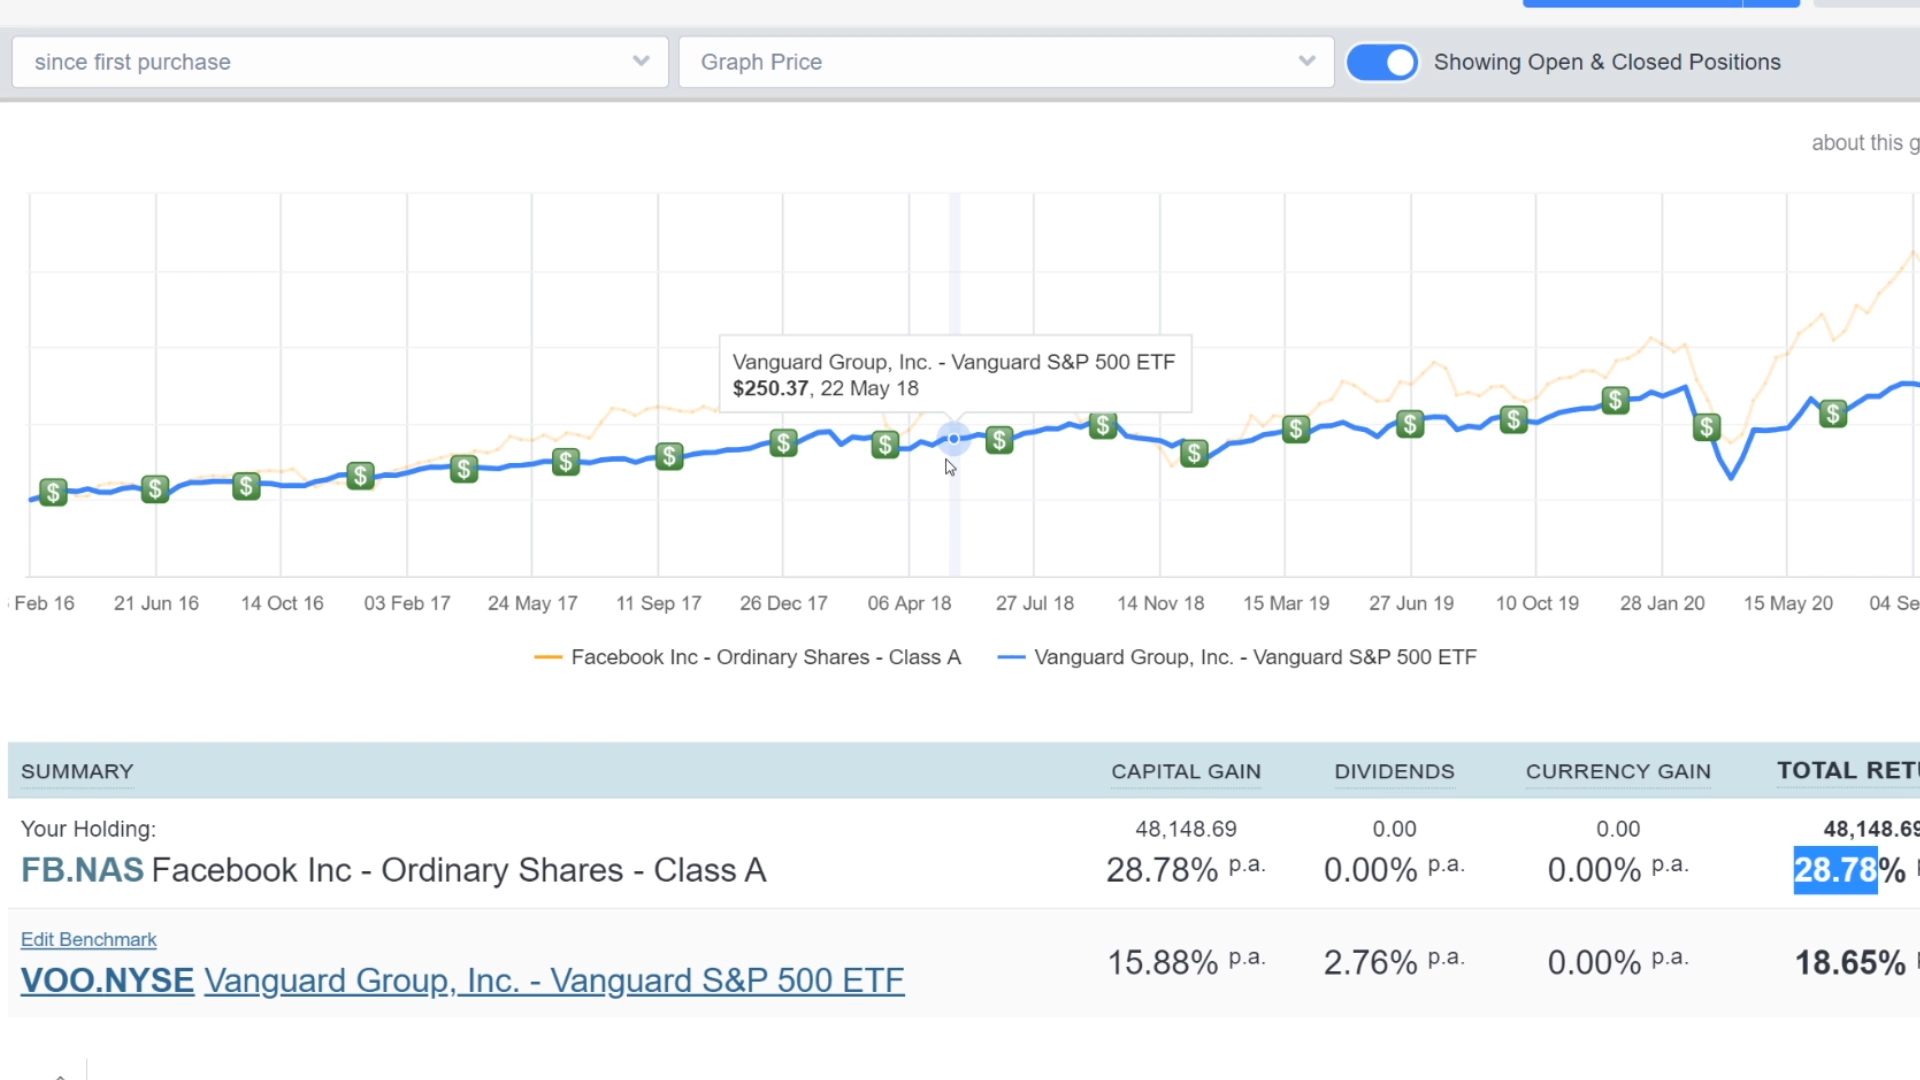 since first purchase
Graph Price
Showing Open & Closed Positions
about this g
Vanguard Group, Inc. - Vanguard S&P 500 ETF
$250.37, 22 May 18
$ $ $ $ $ $ $ $ $ $ $ $ $ $ $ $ $ $
Feb 16 21 Jun 16 14 Oct 16 03 Feb 17 24 May 17 11 Sep 17 26 Dec 17 06 Apr 18 27 Jul 18 14 Nov 18 15 Mar 19 27 Jun 19 10 Oct 19 28 Jan 20 15 May 20 04 Se
Facebook Inc - Ordinary Shares - Class A Vanguard Group, Inc. - Vanguard S&P 500 ETF
SUMMARY CAPITAL GAIN DIVIDENDS CURRENCY GAIN TOTAL RETU
Your Holding: 48,148.69 0.00 0.00 48,148.69
FB.NAS Facebook Inc - Ordinary Shares - Class A 28.78% p.a. 0.00% p.a. 0.00% p.a. 28.78% p
Edit Benchmark
VOO.NYSE Vanguard Group, Inc. - Vanguard S&P 500 ETF 15.88% p.a. 2.76% p.a. 0.00% p.a. 18.65% p